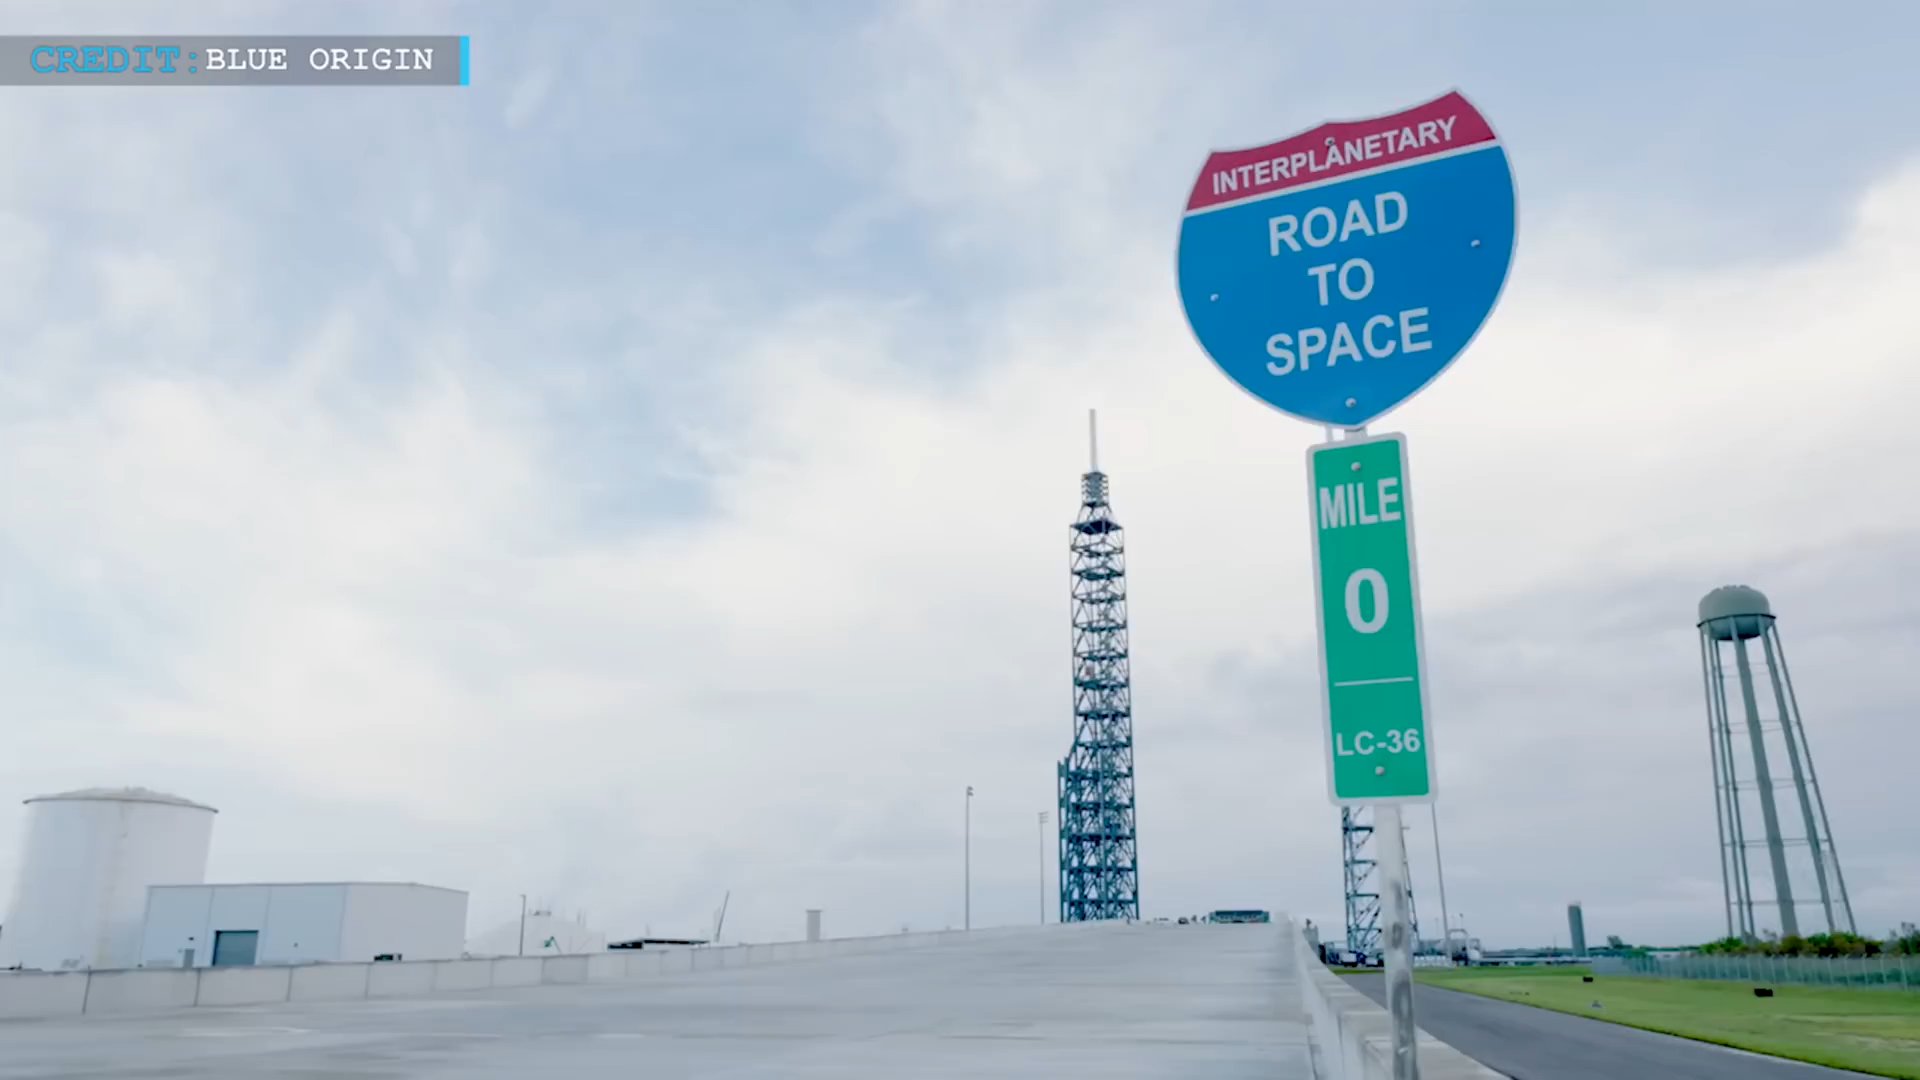 CREDIT: BLUE ORIGIN
INTERPLANETARY
ROAD
TO
SPACE
MILE
0
LC-36